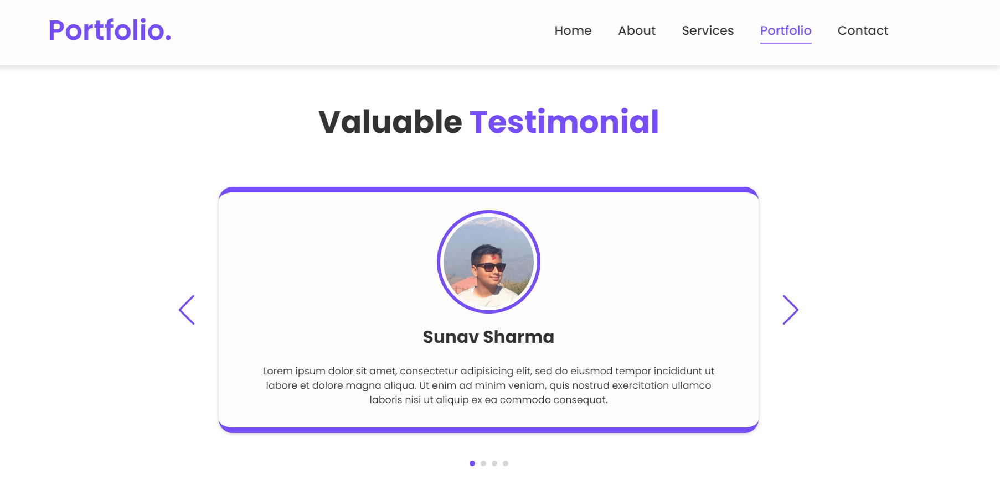 Portfolio.
Home About Services Portfolio Contact
Valuable Testimonial
Sunav Sharma
Lorem ipsum dolor sit amet, consectetur adipisicing elit, sed do eiusmod tempor incididunt ut
labore et dolore magna aliqua. Ut enim ad minim veniam, quis nostrud exercitation ullamco
laboris nisi ut aliquip ex ea commodo consequat.